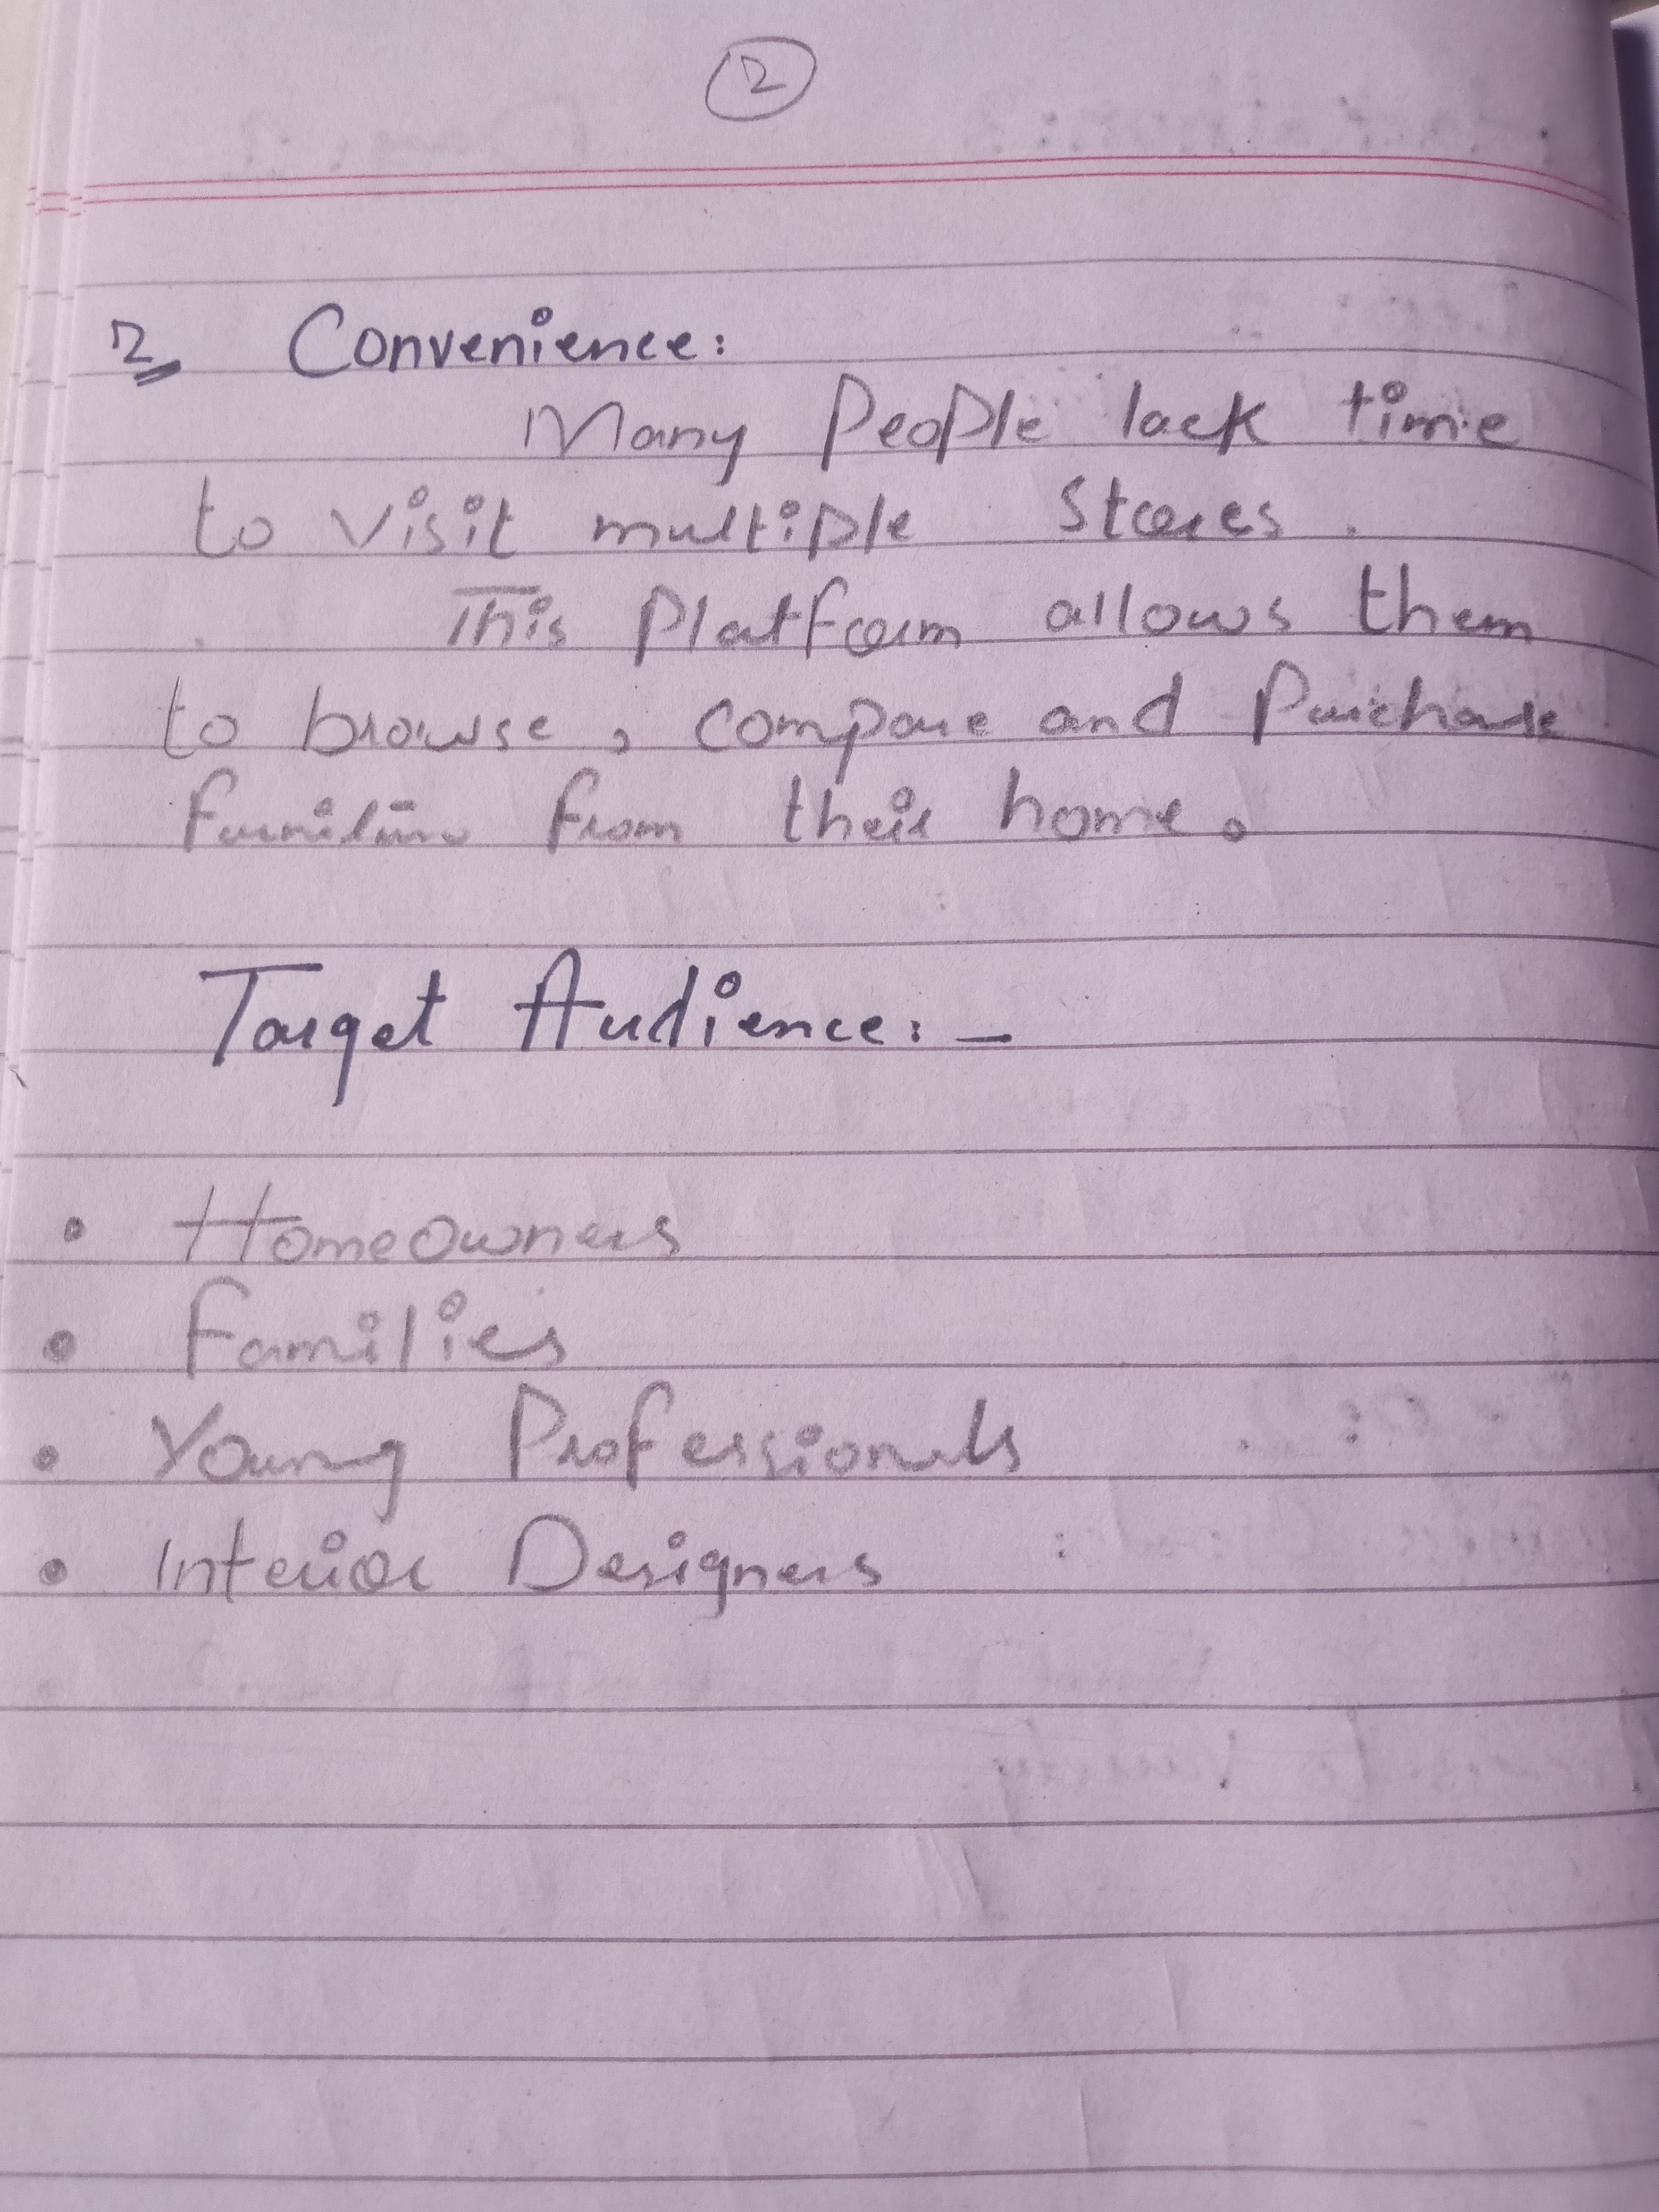 2
2 Convenience:
Many People lack time
to visit multiple Stores.
This Platform allows them
to browse, compare and Purchase
furniture from their home.
Target Audience:-
• Homeowners
• Families
• Young Professionals
• Interior Designers